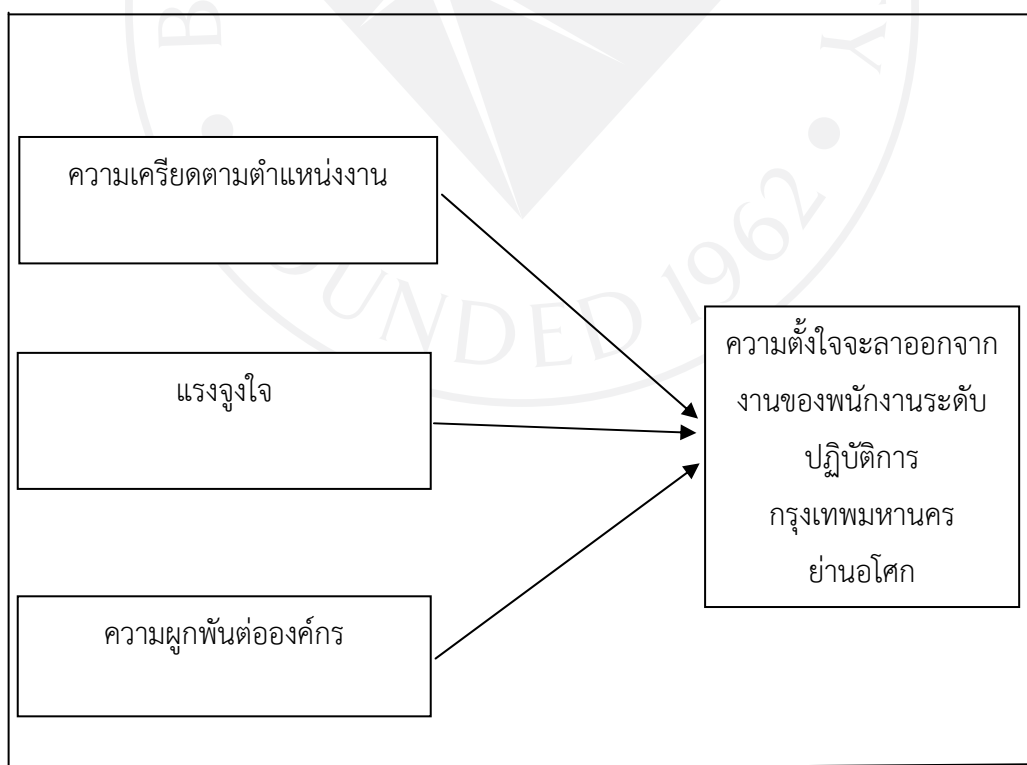 ความเครียดตามตำแหน่งงาน
แรงจูงใจ
ความผูกพันต่อองค์กร
ความตั้งใจจะลาออกจาก
งานของพนักงานระดับ
ปฏิบัติการ
กรุงเทพมหานคร
ย่านอโศก
UNDED 1962